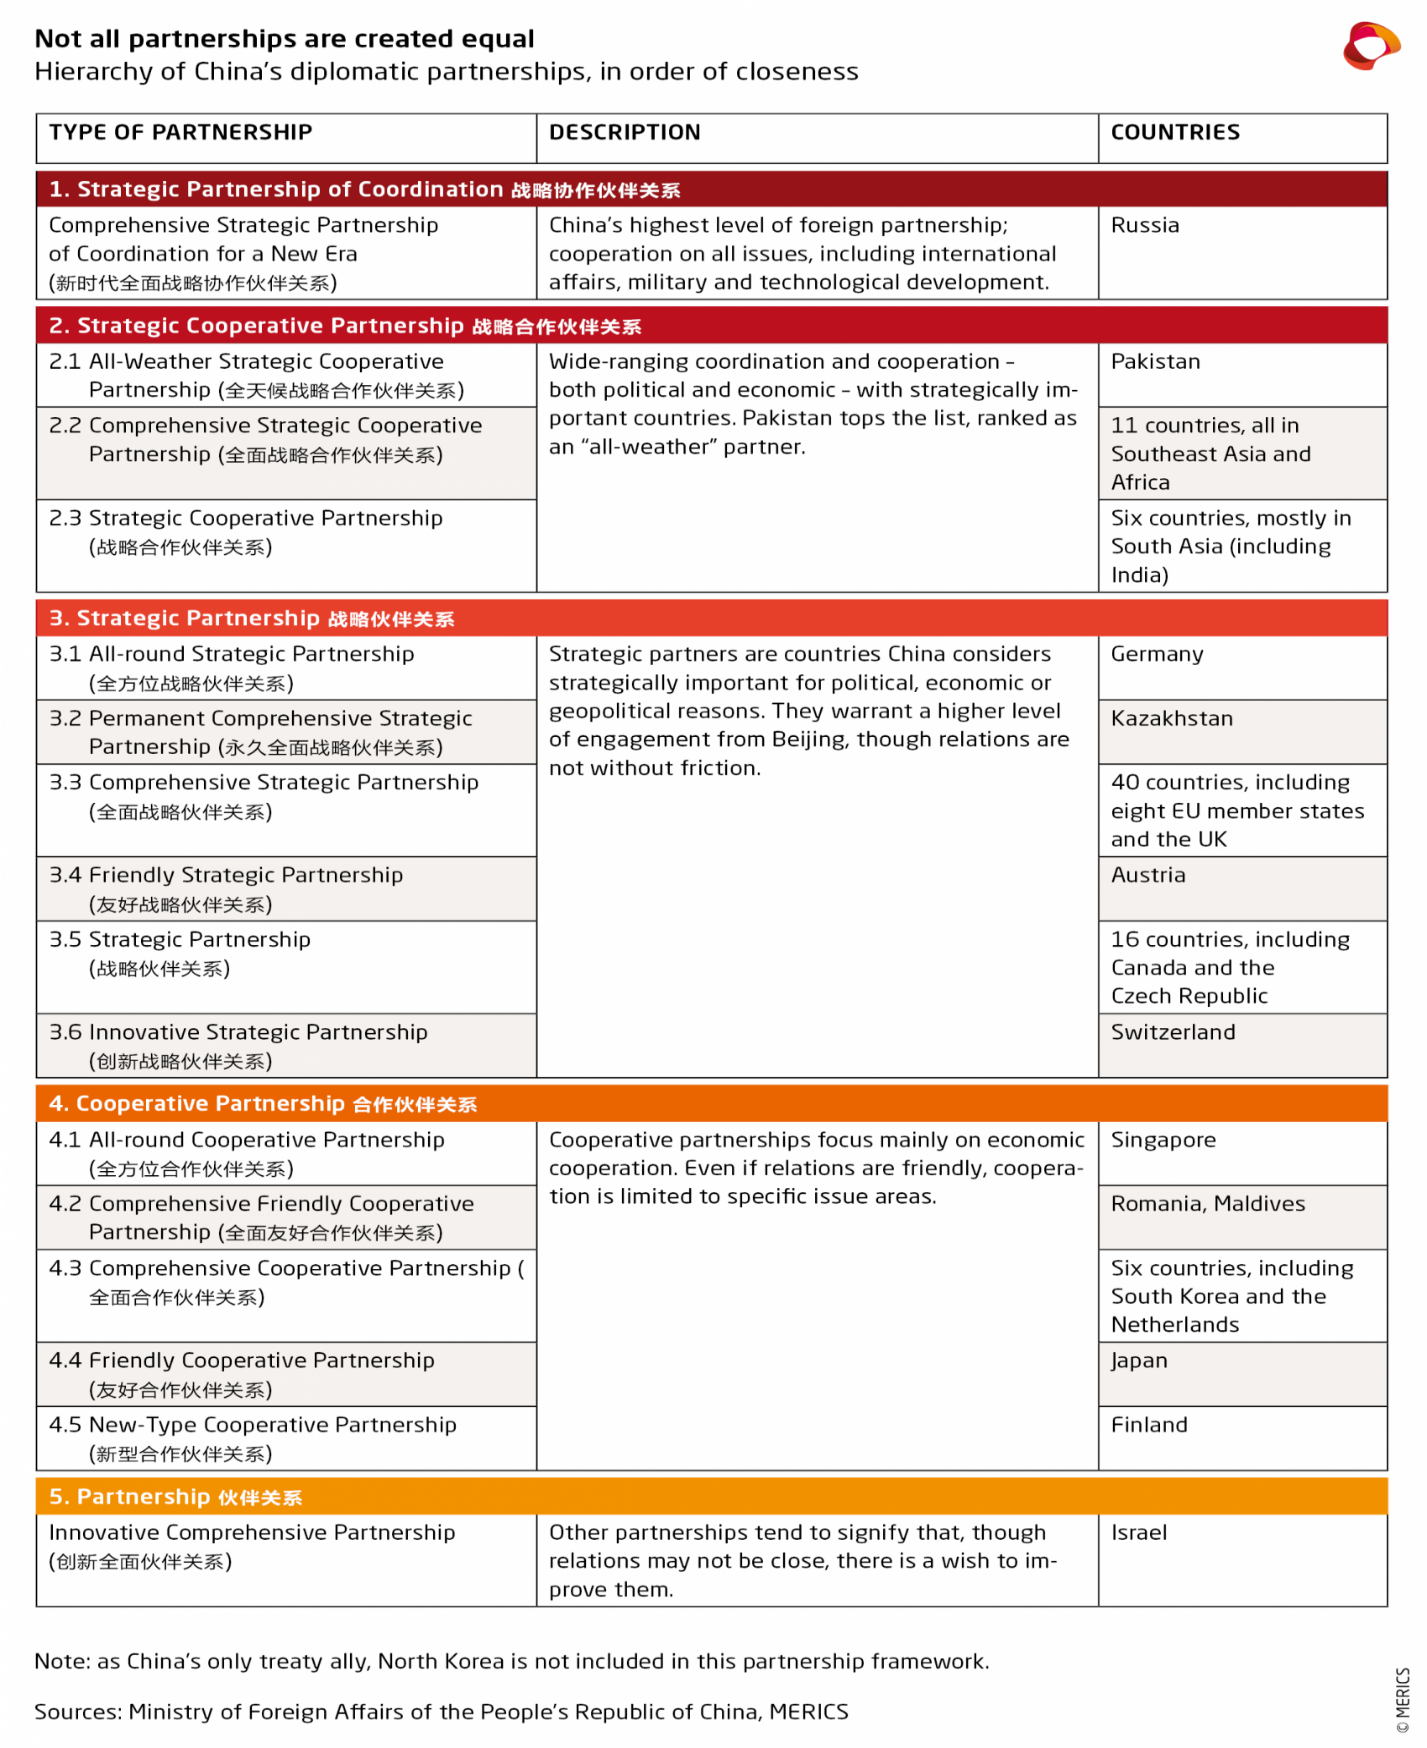 Not all partnerships are created equal
Hierarchy of China's diplomatic partnerships, in order of closeness
TYPE OF PARTNERSHIP
DESCRIPTION
COUNTRIES
1. Strategic Partnership of Coordination 战略协作伙伴关系
Comprehensive Strategic Partnership
of Coordination for a New Era
(新时代全面战略协作伙伴关系)
China's highest level of foreign partnership;
cooperation on all issues, including international
affairs, military and technological development.
Russia
2. Strategic Cooperative Partnership 战略合作伙伴关系
2.1 All-Weather Strategic Cooperative
Partnership (全天候战略合作伙伴关系)
Wide-ranging coordination and cooperation –
both political and economic – with strategically im-
portant countries. Pakistan tops the list, ranked as
an “all-weather” partner.
Pakistan
2.2 Comprehensive Strategic Cooperative
Partnership (全面战略合作伙伴关系)
11 countries, all in
Southeast Asia and
Africa
2.3 Strategic Cooperative Partnership
(战略合作伙伴关系)
Six countries, mostly in
South Asia (including
India)
3. Strategic Partnership 战略伙伴关系
3.1 All-round Strategic Partnership
(全方位战略伙伴关系)
Strategic partners are countries China considers
strategically important for political, economic or
geopolitical reasons. They warrant a higher level
of engagement from Beijing, though relations are
not without friction.
Germany
3.2 Permanent Comprehensive Strategic
Partnership (永久全面战略伙伴关系)
Kazakhstan
3.3 Comprehensive Strategic Partnership
(全面战略伙伴关系)
40 countries, including
eight EU member states
and the UK
3.4 Friendly Strategic Partnership
(友好战略伙伴关系)
Austria
3.5 Strategic Partnership
(战略伙伴关系)
16 countries, including
Canada and the
Czech Republic
3.6 Innovative Strategic Partnership
(创新战略伙伴关系)
Switzerland
4. Cooperative Partnership 合作伙伴关系
4.1 All-round Cooperative Partnership
(全方位合作伙伴关系)
Cooperative partnerships focus mainly on economic
cooperation. Even if relations are friendly, coopera-
tion is limited to specific issue areas.
Singapore
4.2 Comprehensive Friendly Cooperative
Partnership (全面友好合作伙伴关系)
Romania, Maldives
4.3 Comprehensive Cooperative Partnership (
全面合作伙伴关系)
Six countries, including
South Korea and the
Netherlands
4.4 Friendly Cooperative Partnership
(友好合作伙伴关系)
Japan
4.5 New-Type Cooperative Partnership
(新型合作伙伴关系)
Finland
5. Partnership 伙伴关系
Innovative Comprehensive Partnership
(创新全面伙伴关系)
Other partnerships tend to signify that, though
relations may not be close, there is a wish to im-
prove them.
Israel
Note: as China's only treaty ally, North Korea is not included in this partnership framework.
Sources: Ministry of Foreign Affairs of the People's Republic of China, MERICS
© MERICS